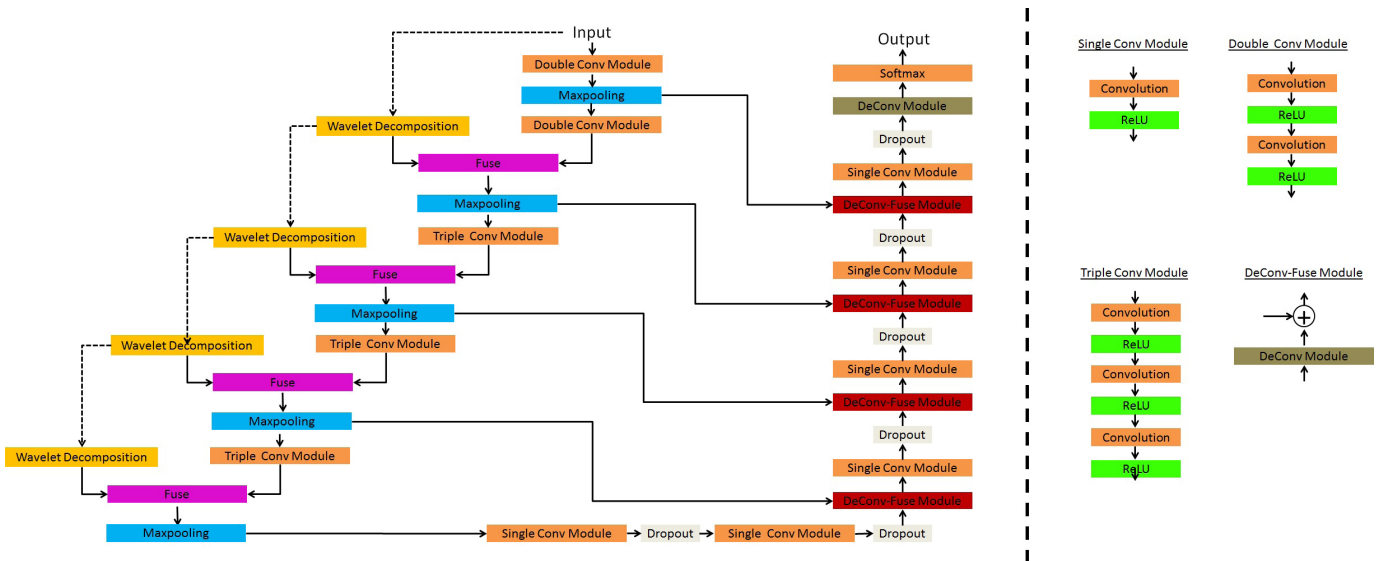 Input
Double Conv Module
Maxpooling
Wavelet Decomposition
Double Conv Module
Fuse
Maxpooling
Wavelet Decomposition
Triple Conv Module
Fuse
Maxpooling
Wavelet Decomposition
Triple Conv Module
Fuse
Maxpooling
Wavelet Decomposition
Triple Conv Module
Fuse
Maxpooling
Single Conv Module
Dropout
Single Conv Module
Dropout
Output
Softmax
DeConv Module
Dropout
Single Conv Module
DeConv-Fuse Module
Dropout
Single Conv Module
DeConv-Fuse Module
Dropout
Single Conv Module
DeConv-Fuse Module
Dropout
Single Conv Module
DeConv-Fuse Module
Single Conv Module
Convolution
ReLU
Double Conv Module
Convolution
ReLU
Convolution
ReLU
Triple Conv Module
Convolution
ReLU
Convolution
ReLU
Convolution
ReLU
DeConv-Fuse Module
+
DeConv Module